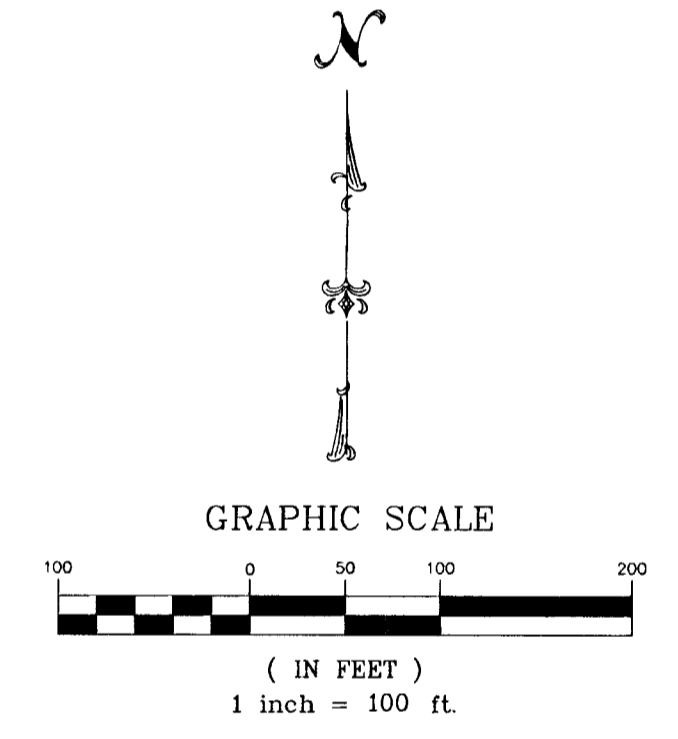 N
GRAPHIC SCALE
100 0 50 100 200
( IN FEET )
1 inch = 100 ft.